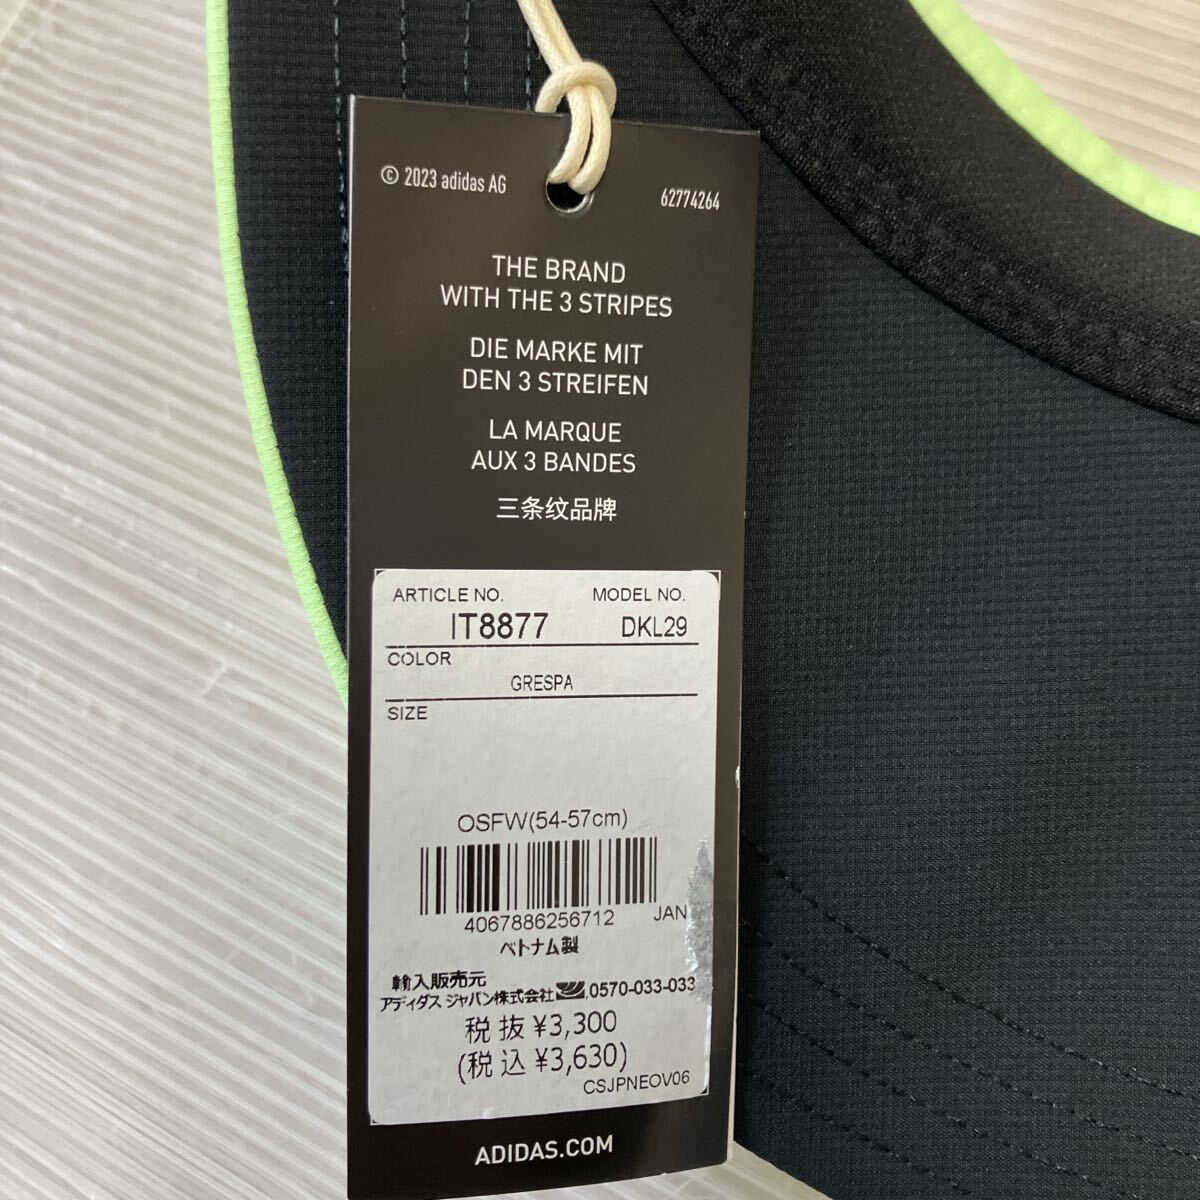 © 2023 adidas AG
62774264
THE BRAND
WITH THE 3 STRIPES
DIE MARKE MIT
DEN 3 STREIFEN
LA MARQUE
AUX 3 BANDES
三条纹品牌
ARTICLE NO. MODEL NO.
IT8877 DKL29
COLOR
GRESPA
SIZE
OSFW(54-57cm)
4067886256712 JAN
ベトナム製
輸入販売元
アディダス ジャパン株式会社 0570-033-033
税抜 ¥3,300
(税込 ¥3,630)
CSJPNEOV06
ADIDAS.COM